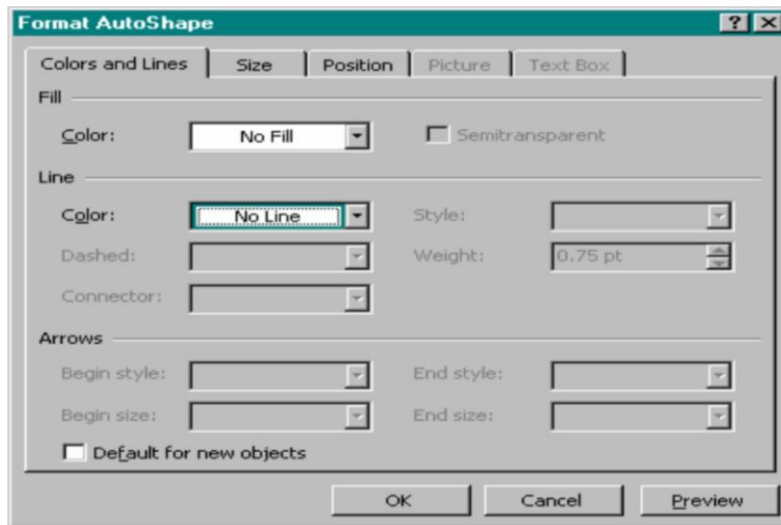 Format AutoShape
Colors and Lines Size Position Picture Text Box
Fill
Color: No Fill Semitransparent
Line
Color: No Line Style:
Dashed: Weight: 0.75 pt
Connector:
Arrows
Begin style: End style:
Begin size: End size:
Default for new objects
OK Cancel Preview